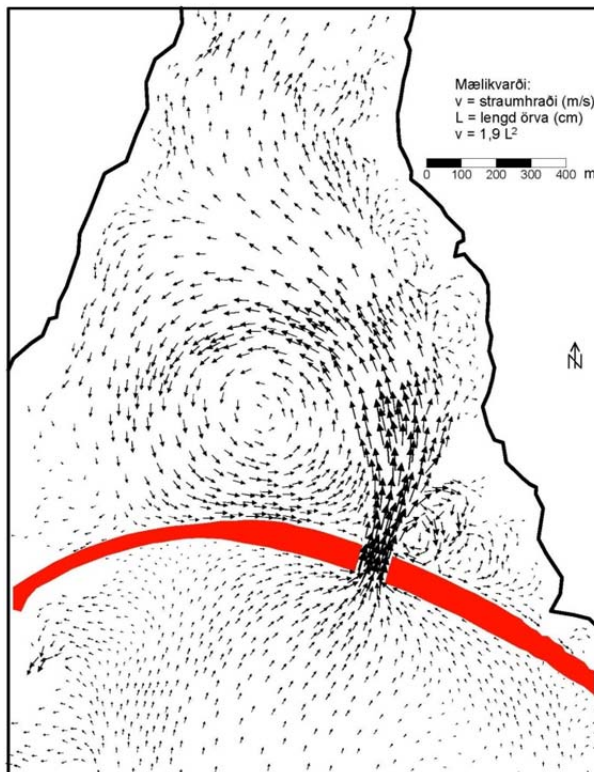 Mælikvarði:
v = straumhraði (m/s)
L = lengd örva (cm)
v = 1,9 L²
0 100 200 300 400 m
N